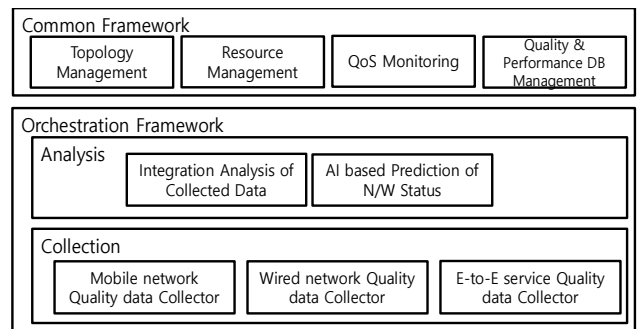 Common Framework
Topology
Management
Resource
Management
QoS Monitoring
Quality &
Performance DB
Management
Orchestration Framework
Analysis
Integration Analysis of
Collected Data
AI based Prediction of
N/W Status
Collection
Mobile network
Quality data Collector
Wired network Quality
data Collector
E-to-E service Quality
data Collector